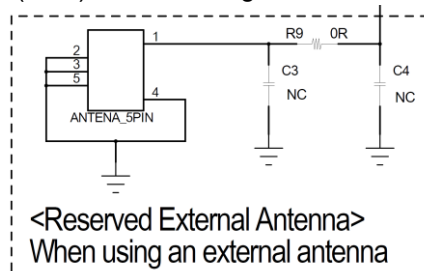 R9 0R
1
2
3
5
C3
C4
NC
NC
4
ANTENA_5PIN
<Reserved External Antenna>
When using an external antenna